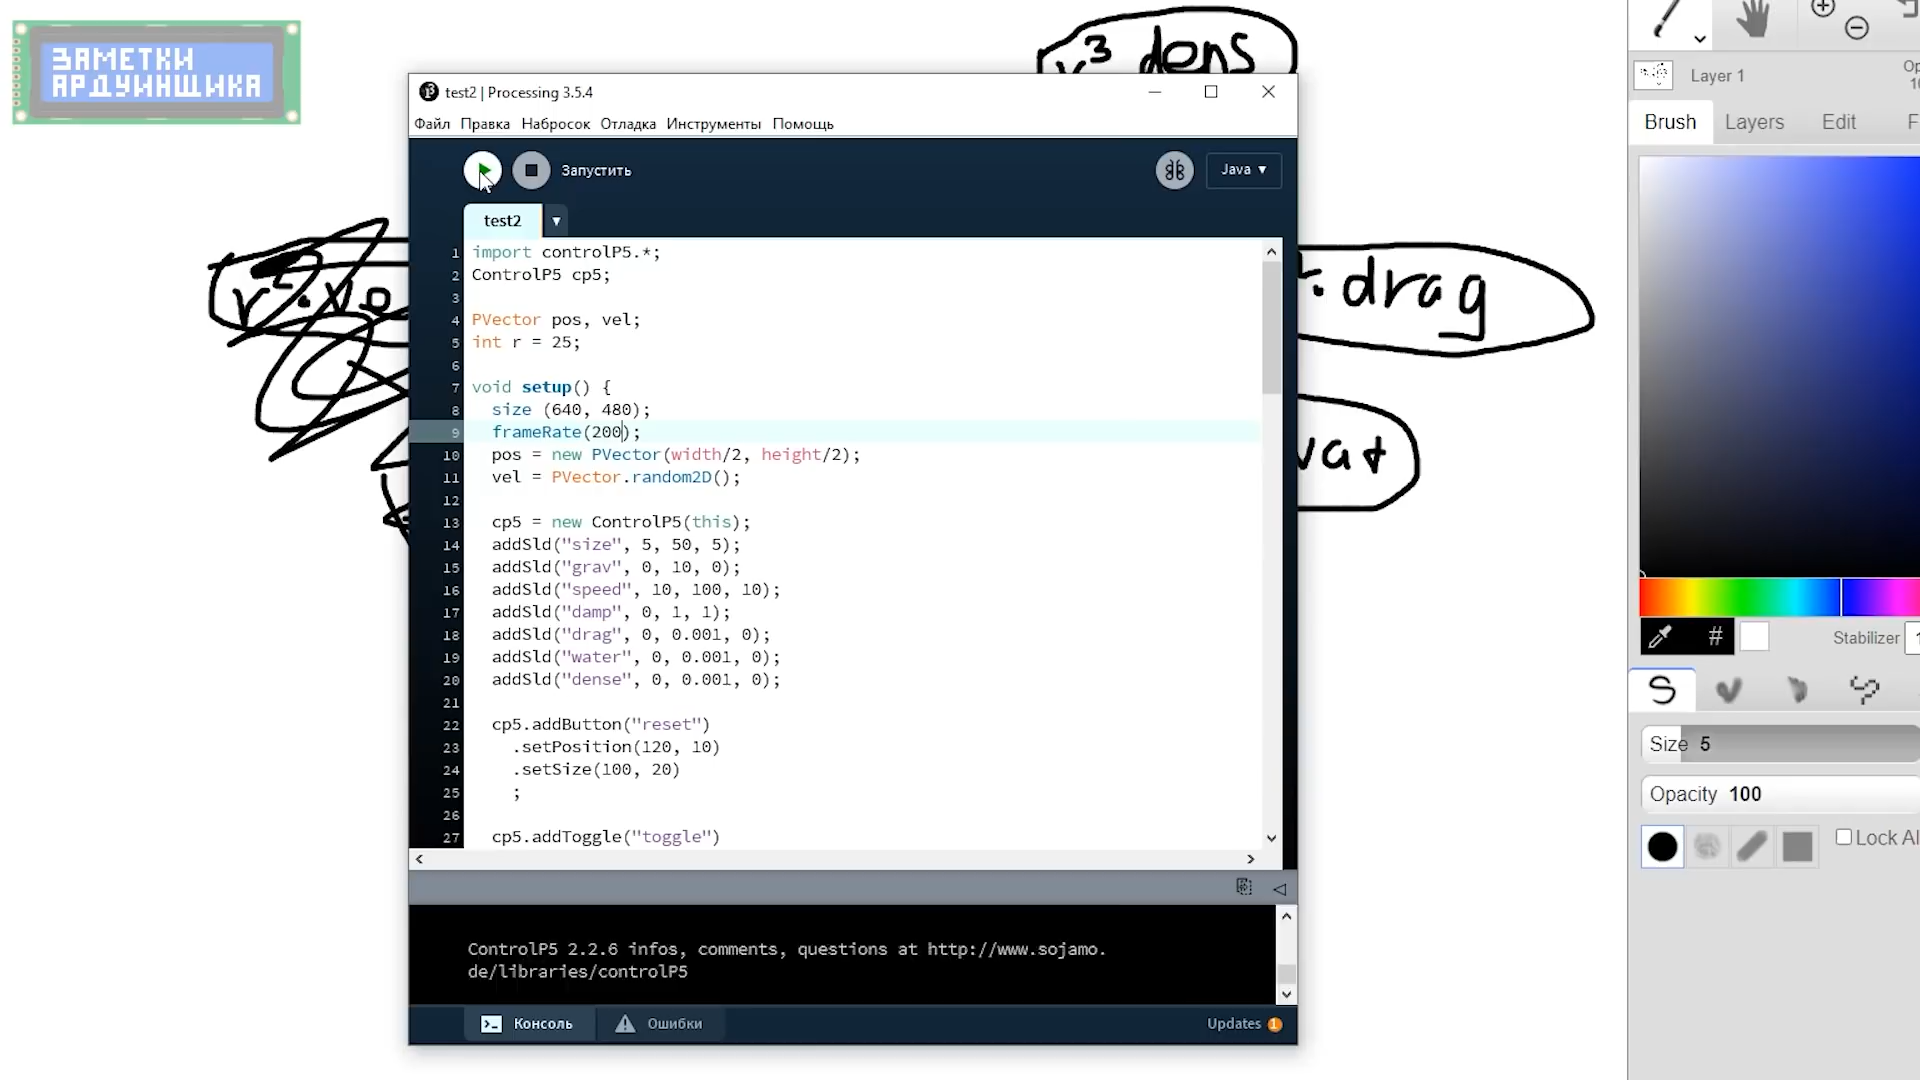 ЗАМЕТКИ
АРДУИНЩИКА
r³ dens
test2 | Processing 3.5.4
Файл Правка Набросок Отладка Инструменты Помощь
Запустить
Java ▾
test2
1 import controlP5.*;
2 ControlP5 cp5;
3
4 PVector pos, vel;
5 int r = 25;
6
7 void setup() {
8 size (640, 480);
9 frameRate(200);
10 pos = new PVector(width/2, height/2);
11 vel = PVector.random2D();
12
13 cp5 = new ControlP5(this);
14 addSld("size", 5, 50, 5);
15 addSld("grav", 0, 10, 0);
16 addSld("speed", 10, 100, 10);
17 addSld("damp", 0, 1, 1);
18 addSld("drag", 0, 0.001, 0);
19 addSld("water", 0, 0.001, 0);
20 addSld("dense", 0, 0.001, 0);
21
22 cp5.addButton("reset")
23 .setPosition(120, 10)
24 .setSize(100, 20)
25 ;
26
27 cp5.addToggle("toggle")
ControlP5 2.2.6 infos, comments, questions at http://www.sojamo.
de/libraries/controlP5
Консоль Ошибки
Updates 1
drag
Layer 1
Brush Layers Edit
#
Stabilizer
Size 5
Opacity 100